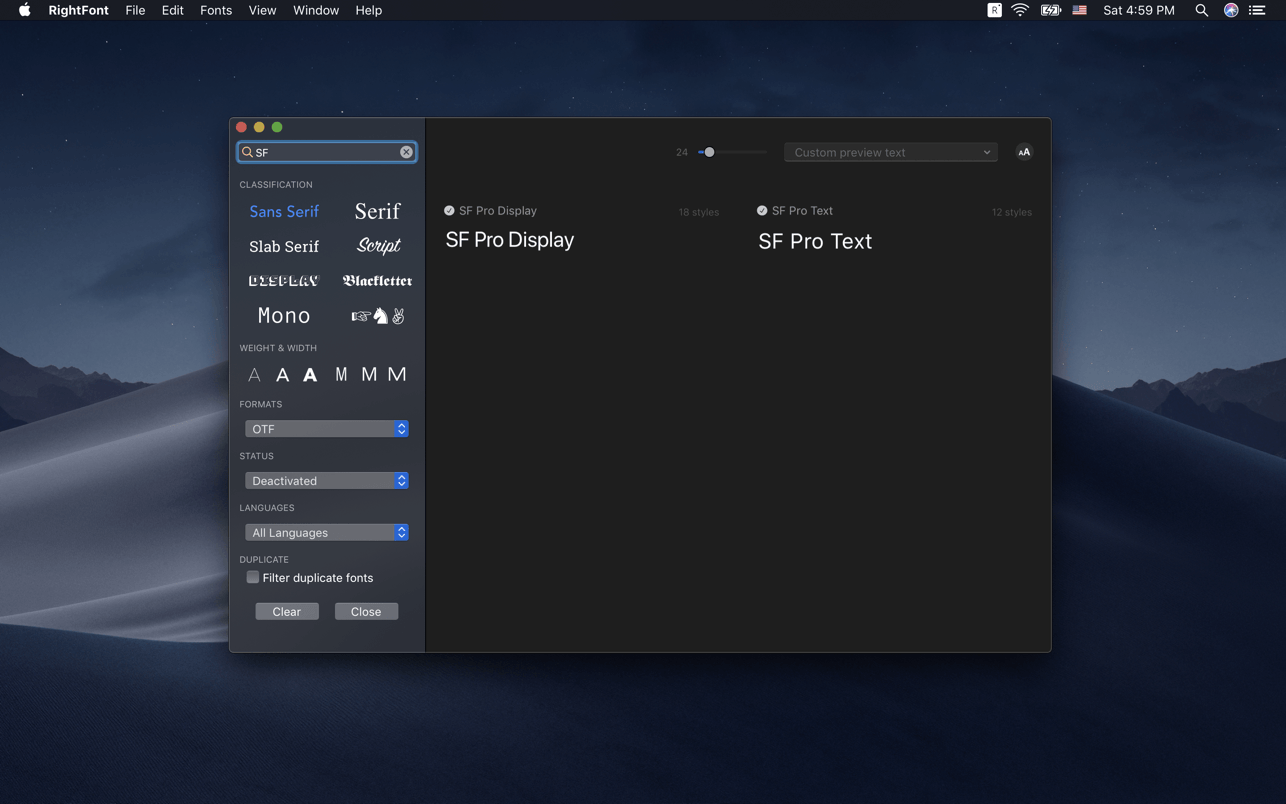 RightFont File Edit Fonts View Window Help
R Sat 4:59 PM
SF
CLASSIFICATION
Sans Serif Serif
Slab Serif Script
DISPLAY Blackletter
Mono
WEIGHT & WIDTH
A A A M M M
FORMATS
OTF
STATUS
Deactivated
LANGUAGES
All Languages
DUPLICATE
Filter duplicate fonts
Clear Close
24 Custom preview text AA
SF Pro Display 18 styles
SF Pro Display
SF Pro Text 12 styles
SF Pro Text